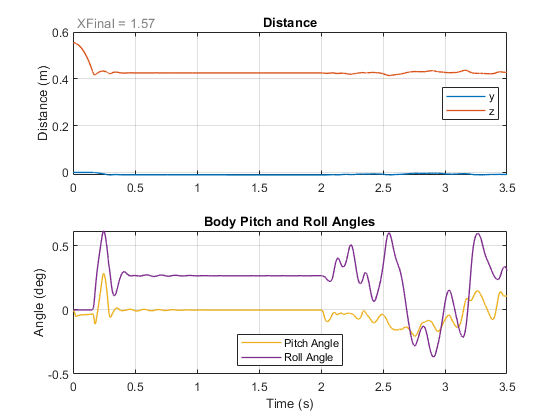 XFinal = 1.57
Distance
Distance (m)
0.6
0.4
0.2
0
y
z
0 0.5 1 1.5 2 2.5 3 3.5
Body Pitch and Roll Angles
Angle (deg)
0.5
0
-0.5
Pitch Angle
Roll Angle
0 0.5 1 1.5 2 2.5 3 3.5
Time (s)